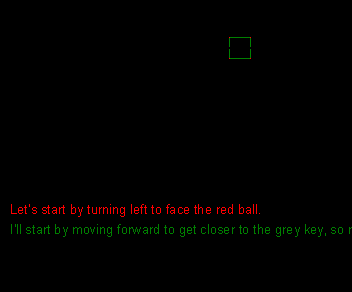 Let's start by turning left to face the red ball.
I'll start by moving forward to get closer to the grey key, so